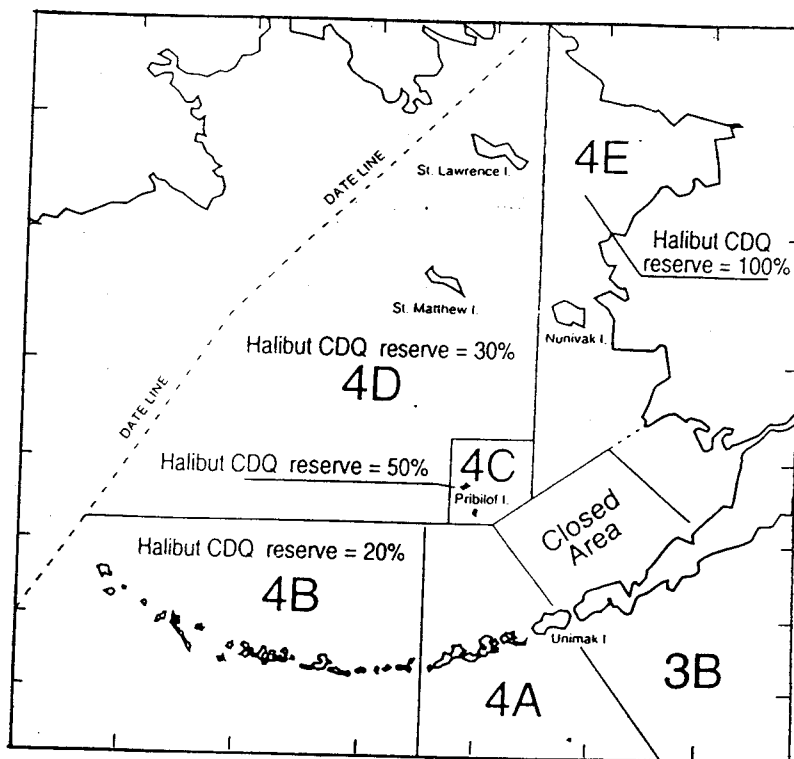 DATE LINE
St. Lawrence I.
4E
Halibut CDQ
reserve = 100%
St. Matthew I.
Nunivak I.
Halibut CDQ reserve = 30%
4D
DATE LINE
Halibut CDQ reserve = 50%
4C
Pribilof I.
Closed
Area
Halibut CDQ reserve = 20%
4B
Unimak I
4A
3B